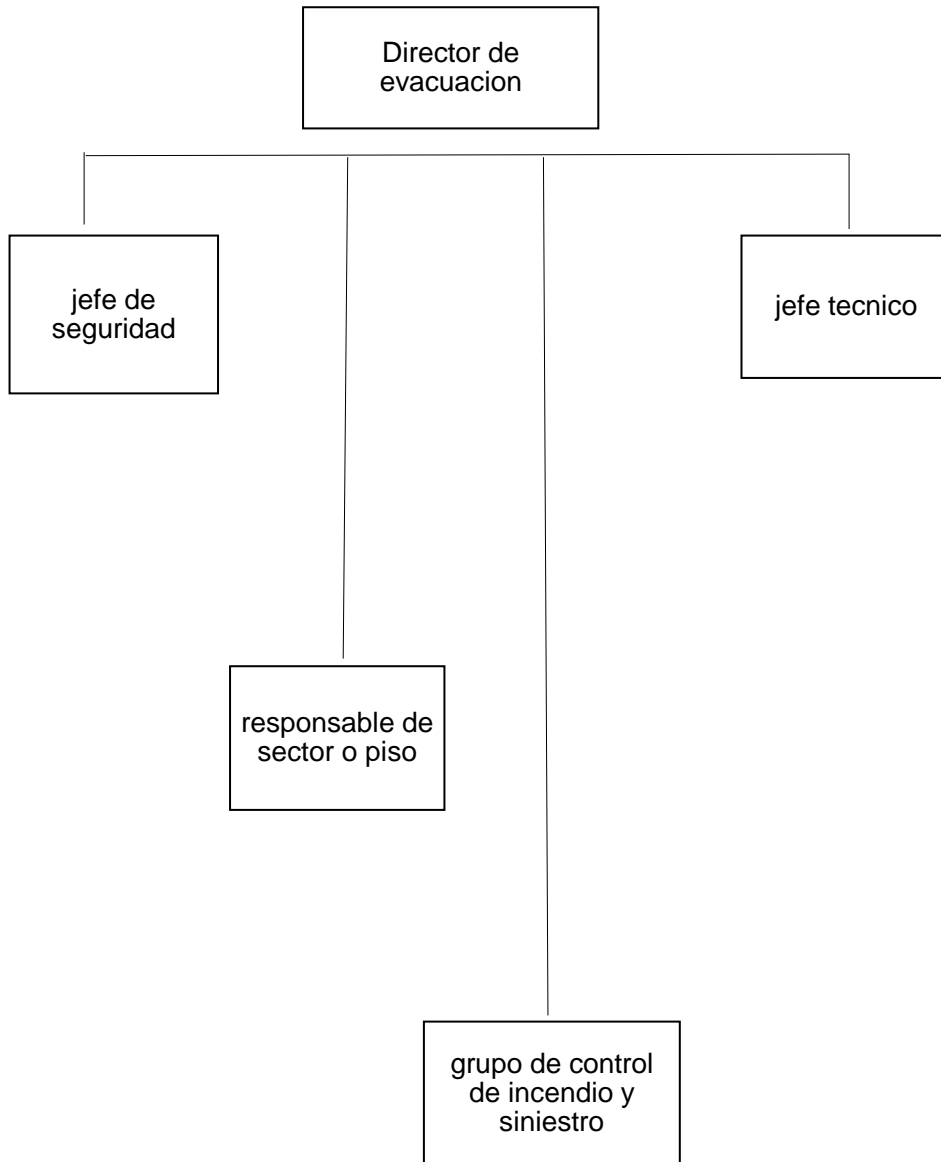 Director de
evacuacion
jefe de
seguridad
jefe tecnico
responsable de
sector o piso
grupo de control
de incendio y
siniestro